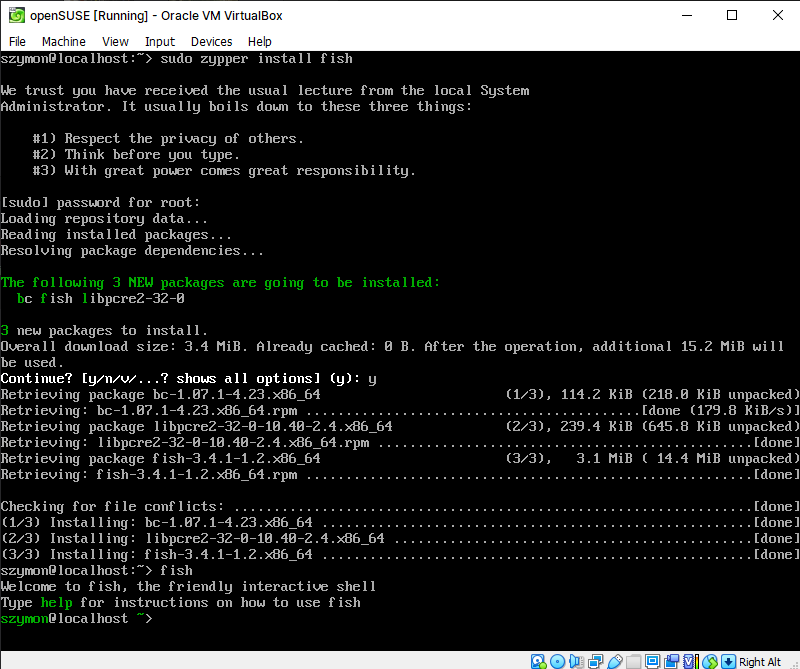 openSUSE [Running] - Oracle VM VirtualBox
File Machine View Input Devices Help
szymon@localhost:~> sudo zypper install fish
We trust you have received the usual lecture from the local System
Administrator. It usually boils down to these three things:
#1) Respect the privacy of others.
#2) Think before you type.
#3) With great power comes great responsibility.
[sudo] password for root:
Loading repository data...
Reading installed packages...
Resolving package dependencies...
The following 3 NEW packages are going to be installed:
bc fish libpcre2-32-0
3 new packages to install.
Overall download size: 3.4 MiB. Already cached: 0 B. After the operation, additional 15.2 MiB will
be used.
Continue? [y/n/v/...? shows all options] (y): y
Retrieving package bc-1.07.1-4.23.x86_64 (1/3), 114.2 KiB (218.0 KiB unpacked)
Retrieving: bc-1.07.1-4.23.x86_64.rpm ..........................................[done (179.8 KiB/s)]
Retrieving package libpcre2-32-0-10.40-2.4.x86_64 (2/3), 239.4 KiB (645.8 KiB unpacked)
Retrieving: libpcre2-32-0-10.40-2.4.x86_64.rpm ...............................................[done]
Retrieving package fish-3.4.1-1.2.x86_64 (3/3), 3.1 MiB ( 14.4 MiB unpacked)
Retrieving: fish-3.4.1-1.2.x86_64.rpm ........................................................[done]
Checking for file conflicts: .................................................................[done]
(1/3) Installing: bc-1.07.1-4.23.x86_64 ......................................................[done]
(2/3) Installing: libpcre2-32-0-10.40-2.4.x86_64 .............................................[done]
(3/3) Installing: fish-3.4.1-1.2.x86_64 ......................................................[done]
szymon@localhost:~> fish
Welcome to fish, the friendly interactive shell
Type help for instructions on how to use fish
szymon@localhost ~>
Right Alt